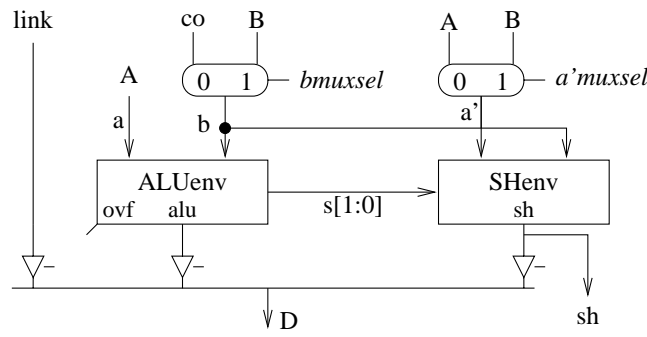 link co B A B
0 1 bmuxsel 0 1 a'muxsel
A
a b a'
ALUenv SHenv
ovf alu s[1:0] sh
D sh